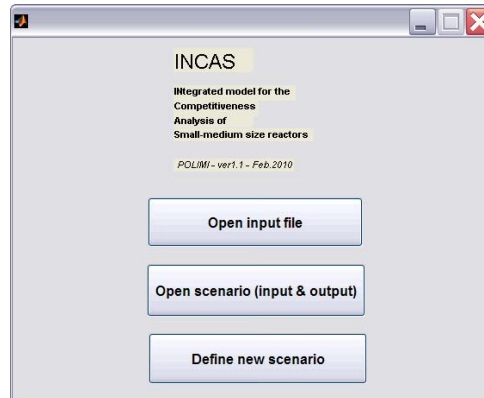 INCAS
INtegrated model for the
Competitiveness
Analysis of
Small-medium size reactors
POLIMI - ver1.1 - Feb.2010
Open input file
Open scenario (input & output)
Define new scenario